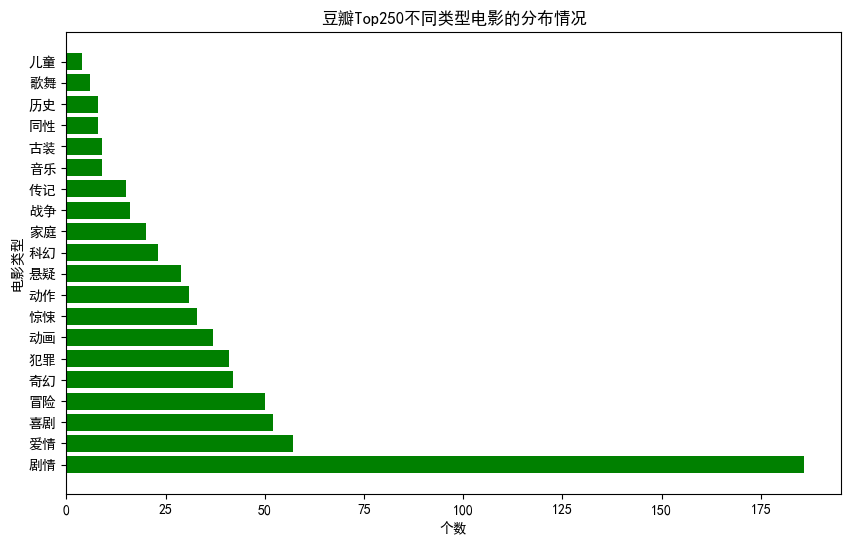 豆瓣Top250不同类型电影的分布情况
儿童
歌舞
历史
同性
古装
音乐
传记
战争
家庭
科幻
悬疑
动作
惊悚
动画
犯罪
奇幻
冒险
喜剧
爱情
剧情
电影类型
0 25 50 75 100 125 150 175
个数